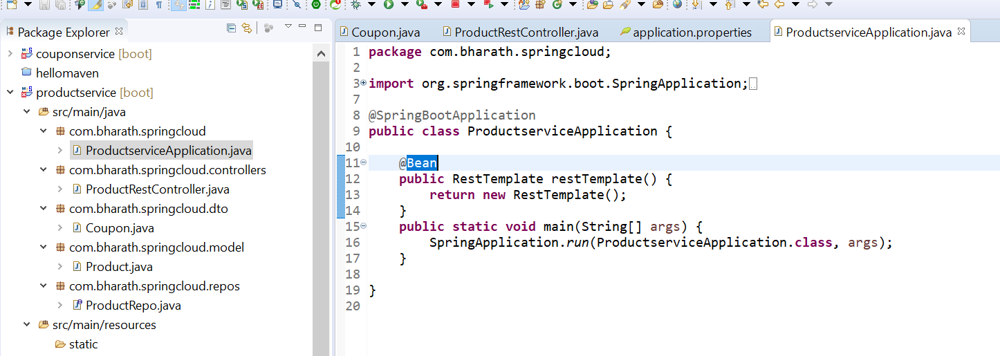 Package Explorer
couponservice [boot]
hellomaven
productservice [boot]
src/main/java
com.bharath.springcloud
ProductserviceApplication.java
com.bharath.springcloud.controllers
ProductRestController.java
com.bharath.springcloud.dto
Coupon.java
com.bharath.springcloud.model
Product.java
com.bharath.springcloud.repos
ProductRepo.java
src/main/resources
static
Coupon.java ProductRestController.java application.properties ProductserviceApplication.java
1 package com.bharath.springcloud;
2
3 import org.springframework.boot.SpringApplication;
7
8 @SpringBootApplication
9 public class ProductserviceApplication {
10
11 @Bean
12 public RestTemplate restTemplate() {
13 return new RestTemplate();
14 }
15 public static void main(String[] args) {
16 SpringApplication.run(ProductserviceApplication.class, args);
17 }
18
19 }
20